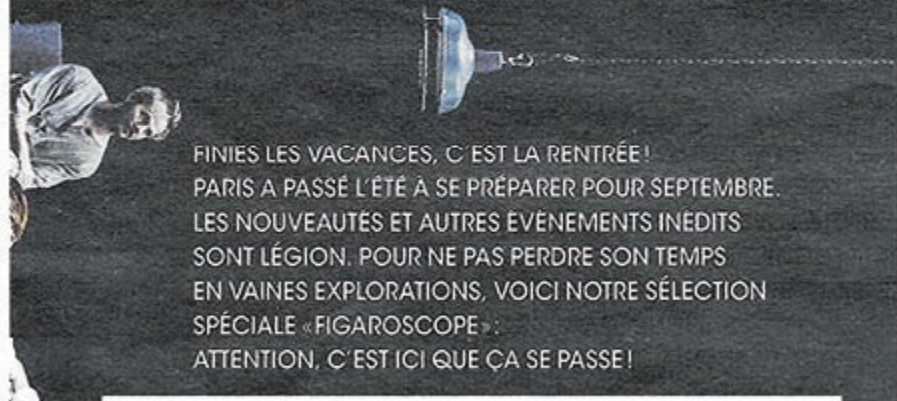 FINIES LES VACANCES, C'EST LA RENTRÉE!
PARIS A PASSÉ L'ÉTÉ À SE PRÉPARER POUR SEPTEMBRE.
LES NOUVEAUTÉS ET AUTRES ÉVÉNEMENTS INÉDITS
SONT LÉGION. POUR NE PAS PERDRE SON TEMPS
EN VAINES EXPLORATIONS, VOICI NOTRE SÉLECTION
SPÉCIALE «FIGAROSCOPE»:
ATTENTION, C'EST ICI QUE ÇA SE PASSE!